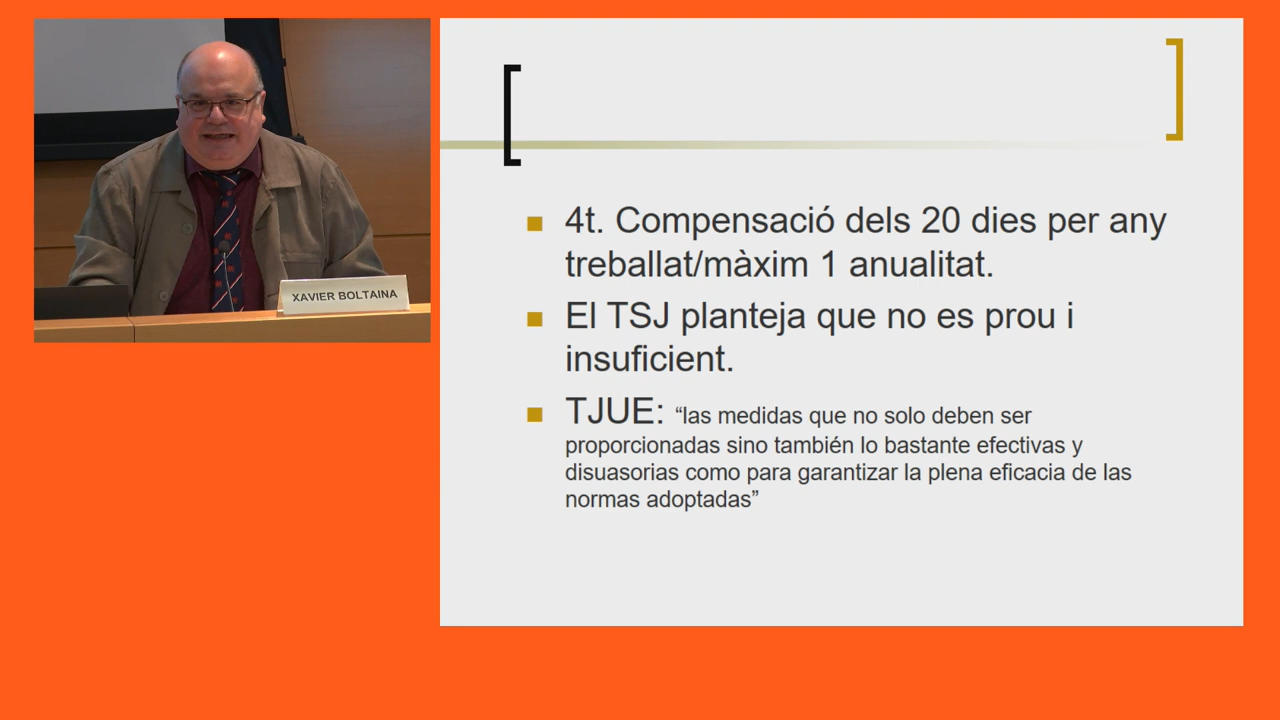 XAVIER BOLTAINA
4t. Compensació dels 20 dies per any
treballat/màxim 1 anualitat.
El TSJ planteja que no es prou i
insuficient.
TJUE: “las medidas que no solo deben ser
proporcionadas sino también lo bastante efectivas y
disuasorias como para garantizar la plena eficacia de las
normas adoptadas”